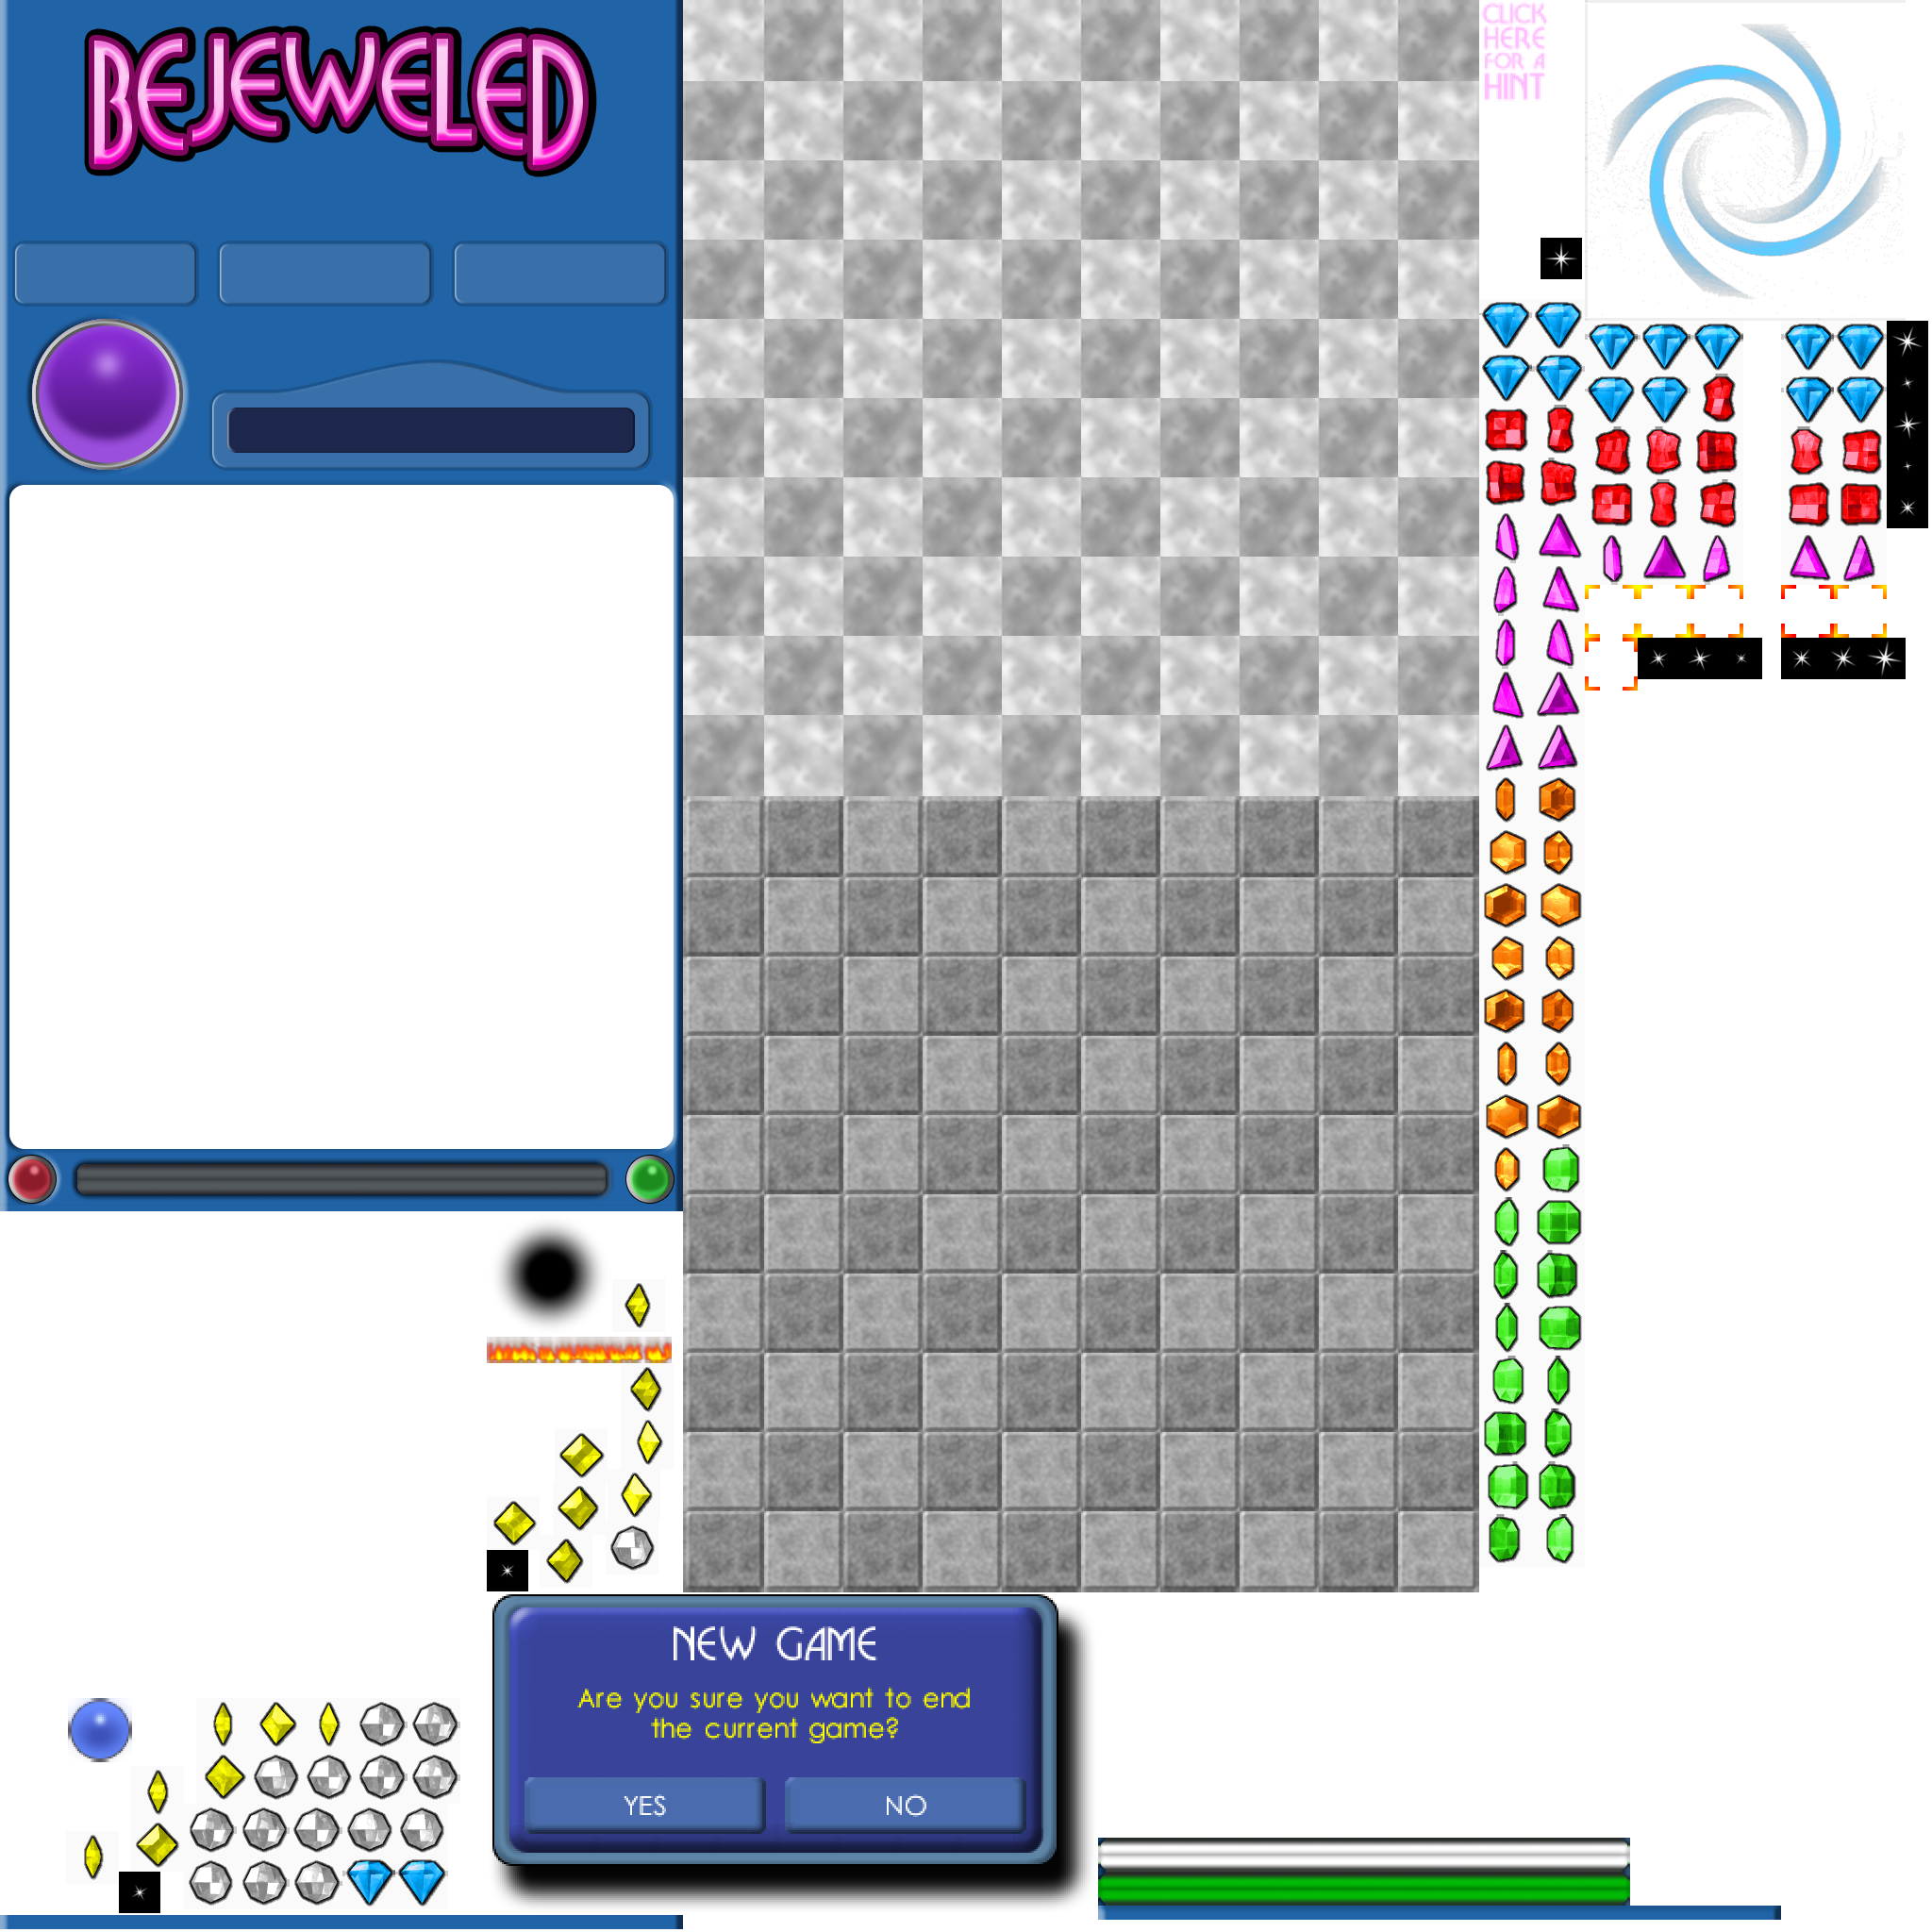 BEJEWELED
CLICK
HERE
FOR A
HINT
NEW GAME
Are you sure you want to end
the current game?
YES
NO